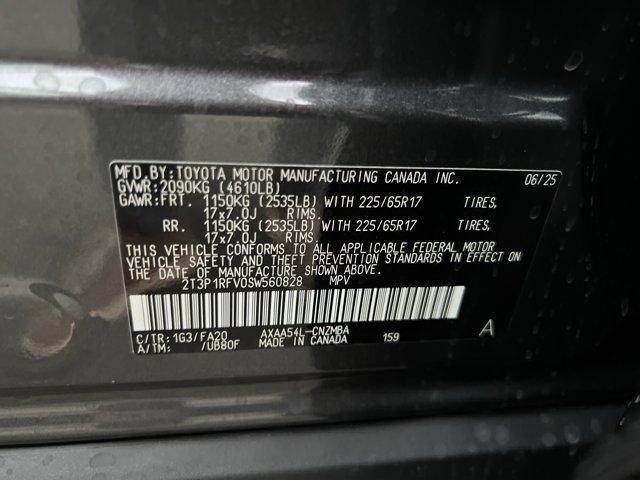 MFD.BY:TOYOTA MOTOR MANUFACTURING CANADA INC. 06/25
GVWR:2090KG (4610LB)
GAWR:FRT. 1150KG (2535LB) WITH 225/65R17 TIRES,
17x7.0J RIMS.
RR. 1150KG (2535LB) WITH 225/65R17 TIRES,
17x7.0J RIMS.
THIS VEHICLE CONFORMS TO ALL APPLICABLE FEDERAL MOTOR
VEHICLE SAFETY AND THEFT PREVENTION STANDARDS IN EFFECT ON
THE DATE OF MANUFACTURE SHOWN ABOVE.
2T3P1RFV0SW560828 MPV
C/TR:1G3/FA20 AXAA54L-CNZMBA A
A/TM: /UB80F MADE IN CANADA 159